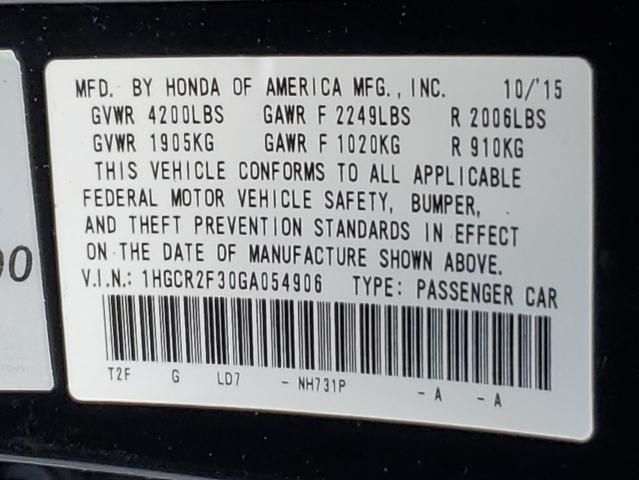 MFD. BY HONDA OF AMERICA MFG., INC. 10/'15
GVWR 4200LBS GAWR F 2249LBS R 2006LBS
GVWR 1905KG GAWR F 1020KG R 910KG
THIS VEHICLE CONFORMS TO ALL APPLICABLE
FEDERAL MOTOR VEHICLE SAFETY, BUMPER,
AND THEFT PREVENTION STANDARDS IN EFFECT
ON THE DATE OF MANUFACTURE SHOWN ABOVE.
V.I.N.: 1HGCR2F30GA054906 TYPE: PASSENGER CAR
T2F G LD7 - NH731P - A - A